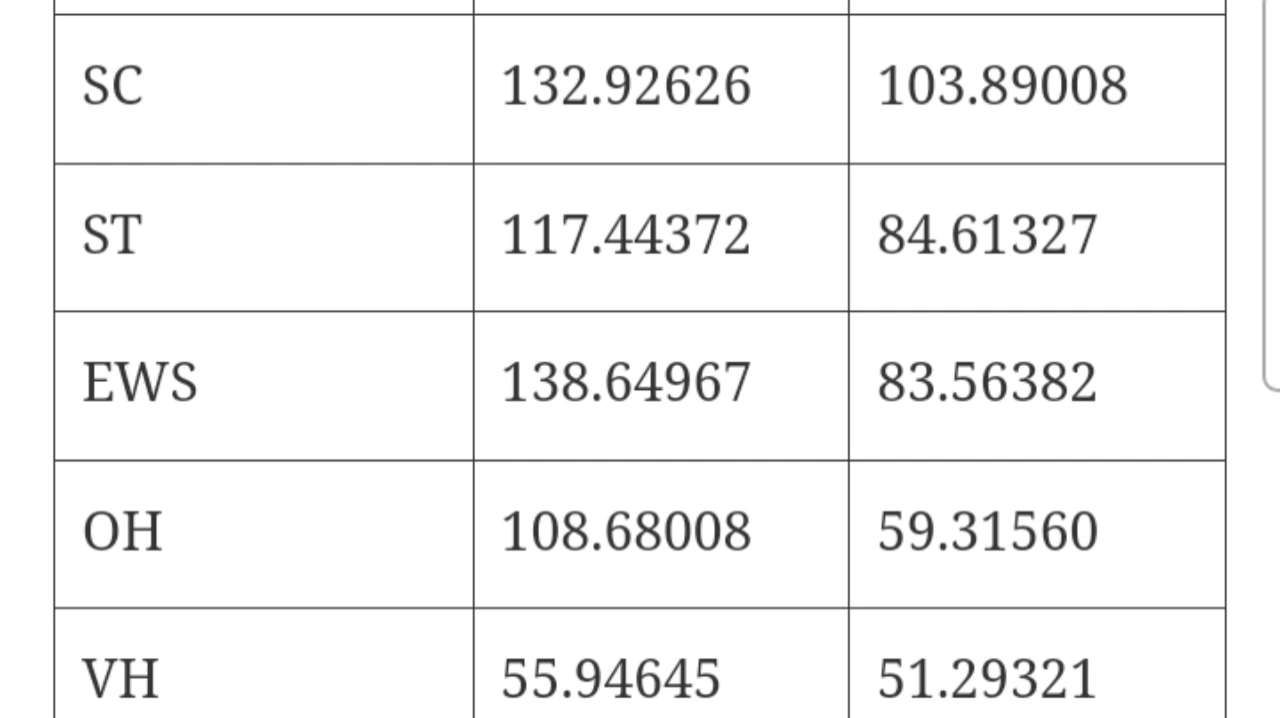 SC 132.92626 103.89008
ST 117.44372 84.61327
EWS 138.64967 83.56382
OH 108.68008 59.31560
VH 55.94645 51.29321